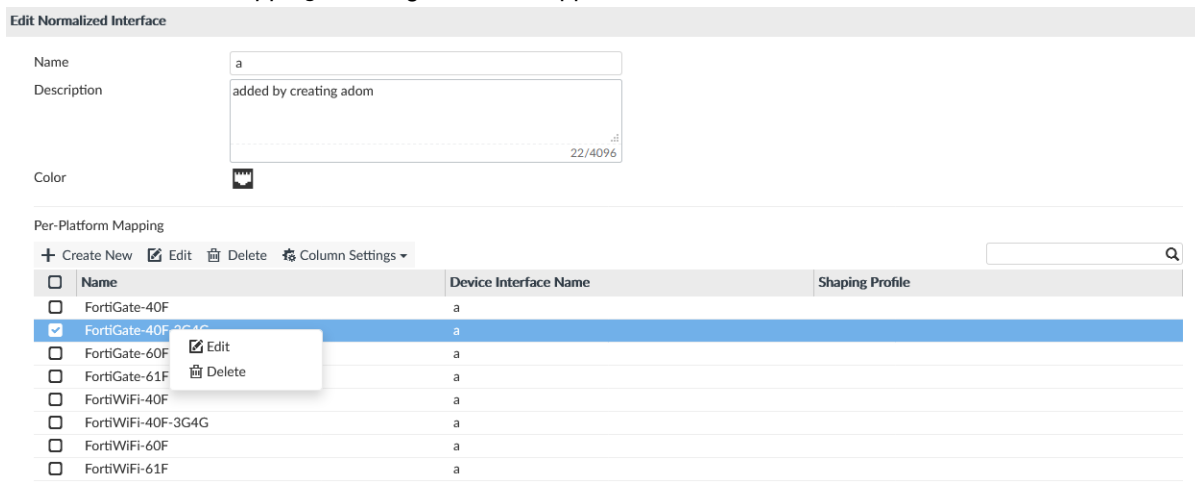 Edit Normalized Interface
Name a
Description added by creating adom
22/4096
Color
Per-Platform Mapping
Create New Edit Delete Column Settings
Name Device Interface Name Shaping Profile
FortiGate-40F a
FortiGate-40F-3G4G a
Edit
FortiGate-60F a
Delete
FortiGate-61F a
FortiWiFi-40F a
FortiWiFi-40F-3G4G a
FortiWiFi-60F a
FortiWiFi-61F a